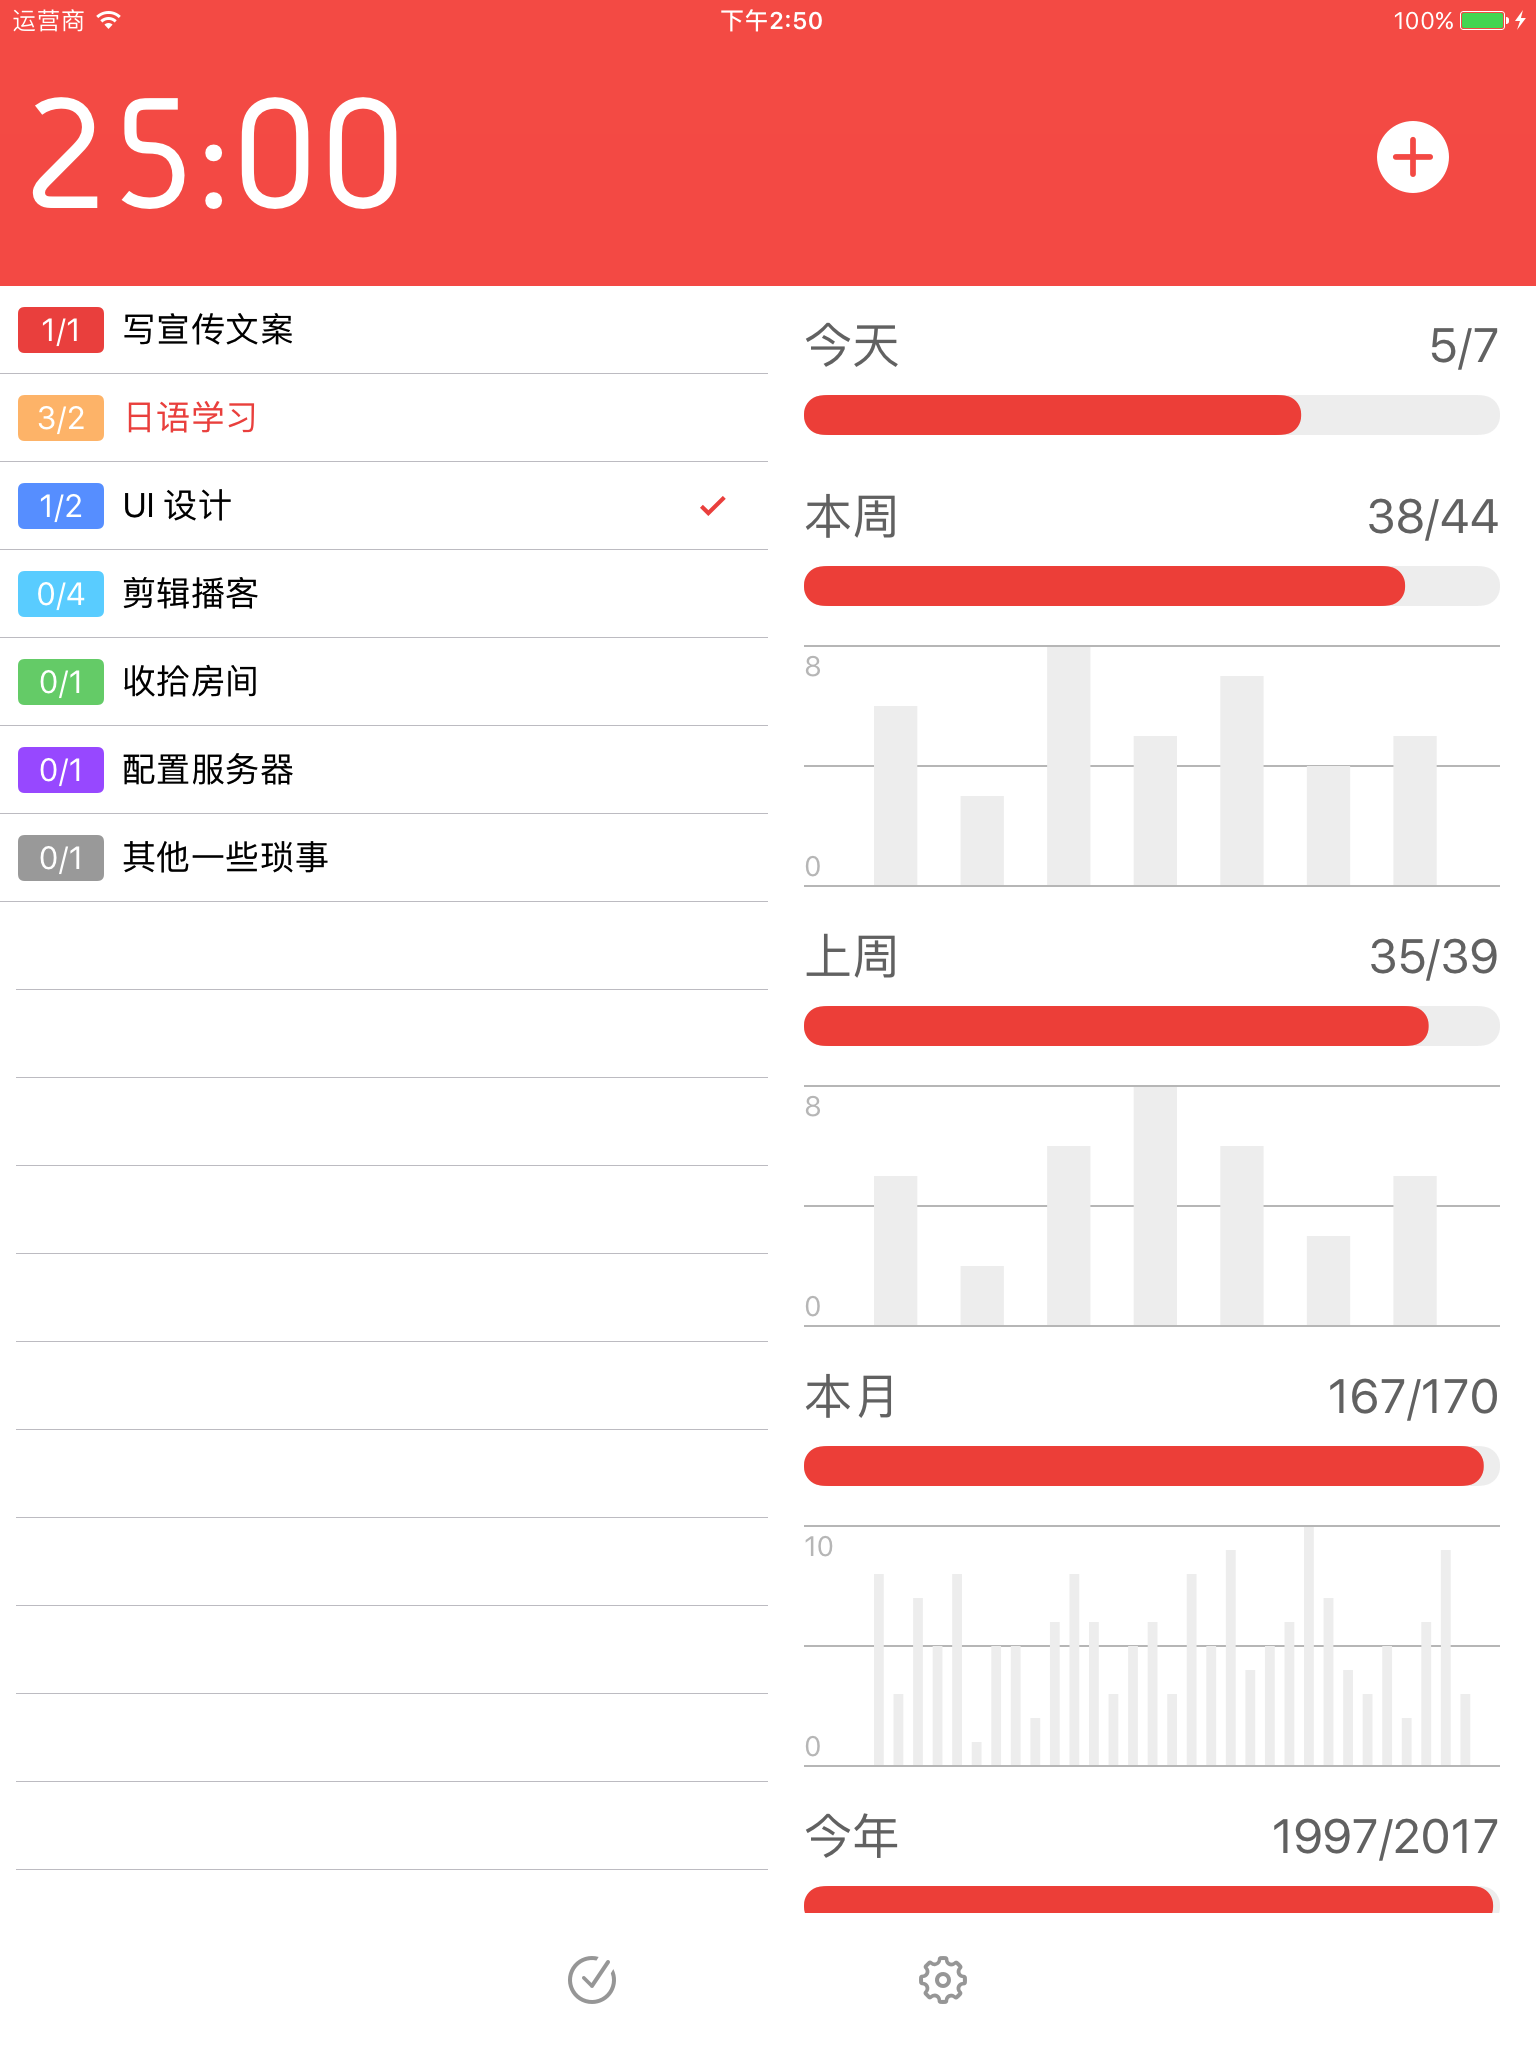 运营商 下午2:50 100%
25:00
1/1 写宣传文案
3/2 日语学习
1/2 UI 设计
0/4 剪辑播客
0/1 收拾房间
0/1 配置服务器
0/1 其他一些琐事
今天 5/7
本周 38/44
8
0
上周 35/39
8
0
本月 167/170
10
0
今年 1997/2017